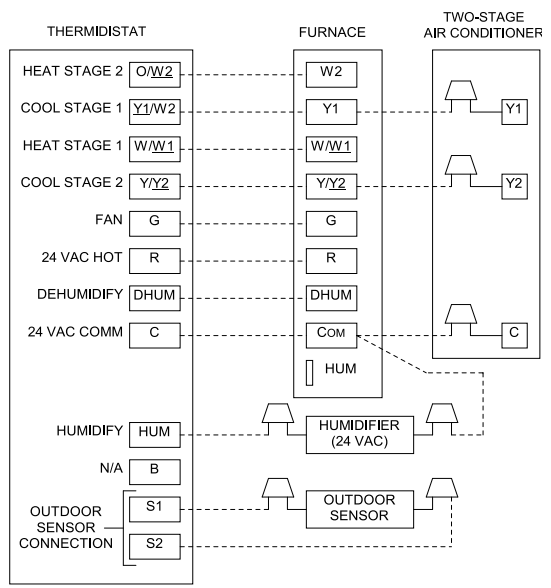 THERMIDISTAT FURNACE TWO-STAGE
AIR CONDITIONER
HEAT STAGE 2 O/W2 W2
COOL STAGE 1 Y1/W2 Y1 Y1
HEAT STAGE 1 W/W1 W/W1
COOL STAGE 2 Y/Y2 Y/Y2 Y2
FAN G G
24 VAC HOT R R
DEHUMIDIFY DHUM DHUM
24 VAC COMM C COM C
HUM
HUMIDIFY HUM HUMIDIFIER
(24 VAC)
N/A B
OUTDOOR
SENSOR
CONNECTION
S1
S2
OUTDOOR
SENSOR